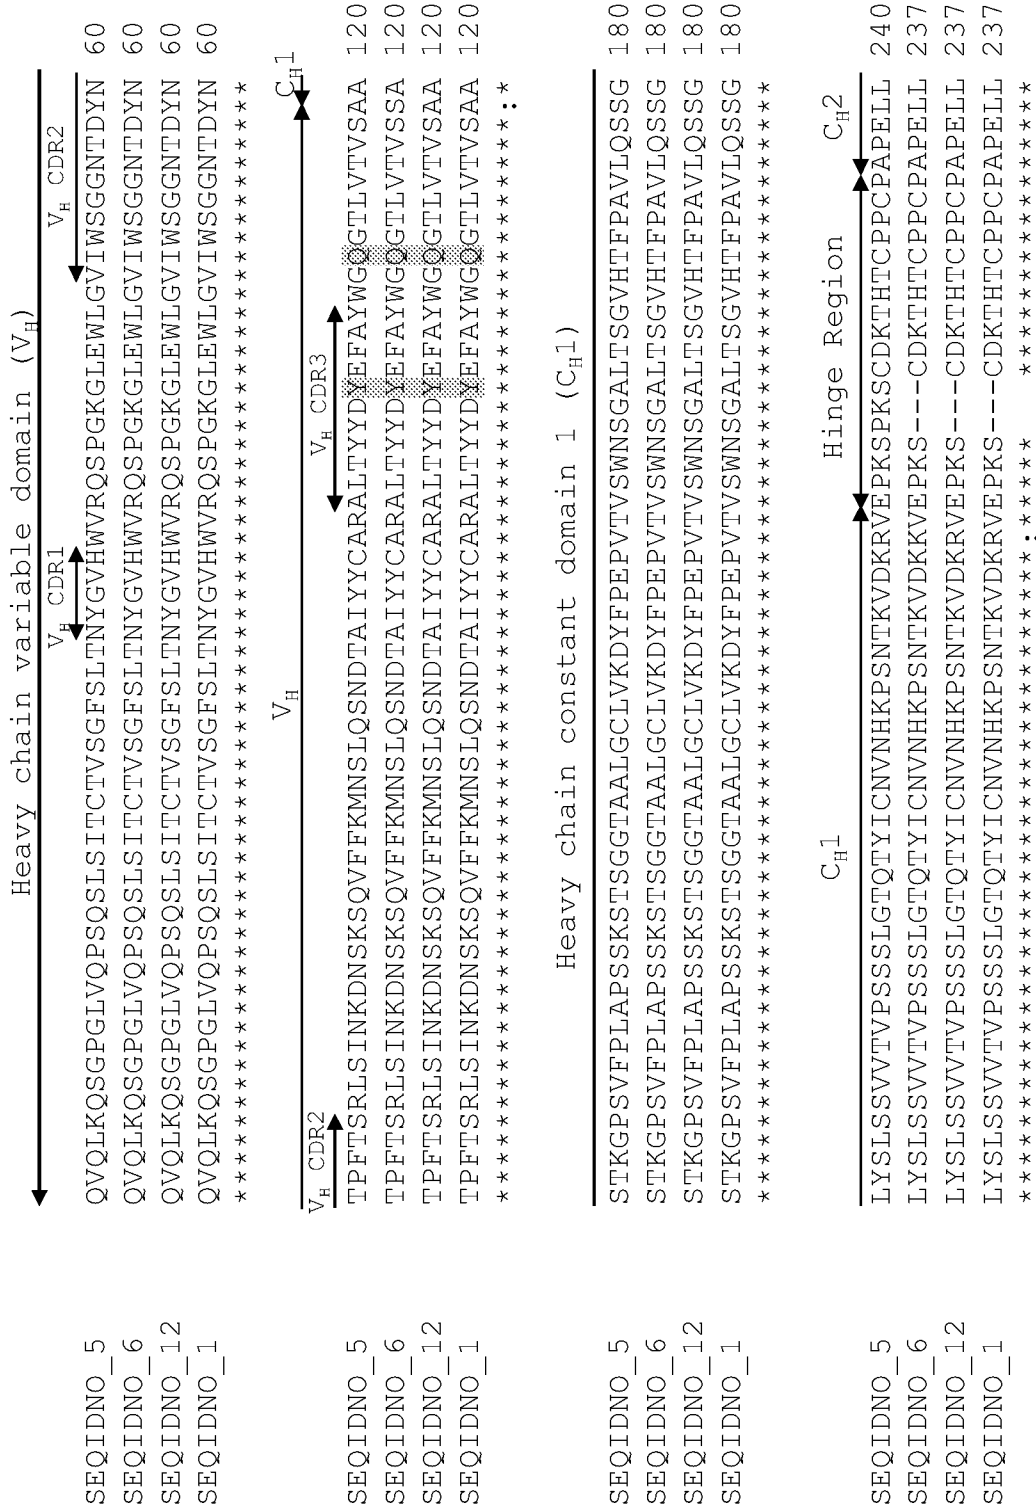 Heavy chain variable domain (VH)
VH CDR1 VH CDR2
SEQIDNO_5 QVQLKQSGPGLVQPSQSLSITCTVSGFSLTNYGVHWVRQSPGKGLEWLGVIWSGGNTDYN 60
SEQIDNO_6 QVQLKQSGPGLVQPSQSLSITCTVSGFSLTNYGVHWVRQSPGKGLEWLGVIWSGGNTDYN 60
SEQIDNO_12 QVQLKQSGPGLVQPSQSLSITCTVSGFSLTNYGVHWVRQSPGKGLEWLGVIWSGGNTDYN 60
SEQIDNO_1 QVQLKQSGPGLVQPSQSLSITCTVSGFSLTNYGVHWVRQSPGKGLEWLGVIWSGGNTDYN 60
************************************************************
VH CH1
VH CDR2 VH CDR3
SEQIDNO_5 TPFTSRLSINKDNSKSQVFFKMNSLQSNDTAIYYCARALTYYDYEFAYWGQGTLVTVSAA 120
SEQIDNO_6 TPFTSRLSINKDNSKSQVFFKMNSLQSNDTAIYYCARALTYYDYEFAYWGQGTLVTVSSA 120
SEQIDNO_12 TPFTSRLSINKDNSKSQVFFKMNSLQSNDTAIYYCARALTYYDYEFAYWGQGTLVTVSAA 120
SEQIDNO_1 TPFTSRLSINKDNSKSQVFFKMNSLQSNDTAIYYCARALTYYDYEFAYWGQGTLVTVSAA 120
**********************************************************:*
Heavy chain constant domain 1 (CH1)
SEQIDNO_5 STKGPSVFPLAPSSKSTSGGTAALGCLVKDYFPEPVTVSWNSGALTSGVHTFPAVLQSSG 180
SEQIDNO_6 STKGPSVFPLAPSSKSTSGGTAALGCLVKDYFPEPVTVSWNSGALTSGVHTFPAVLQSSG 180
SEQIDNO_12 STKGPSVFPLAPSSKSTSGGTAALGCLVKDYFPEPVTVSWNSGALTSGVHTFPAVLQSSG 180
SEQIDNO_1 STKGPSVFPLAPSSKSTSGGTAALGCLVKDYFPEPVTVSWNSGALTSGVHTFPAVLQSSG 180
************************************************************
CH1 Hinge Region CH2
SEQIDNO_5 LYSLSSVVTVPSSSLGTQTYICNVNHKPSNTKVDKRVEPKSPKSCDKTHTCPPCPAPELL 240
SEQIDNO_6 LYSLSSVVTVPSSSLGTQTYICNVNHKPSNTKVDKKVEPKS---CDKTHTCPPCPAPELL 237
SEQIDNO_12 LYSLSSVVTVPSSSLGTQTYICNVNHKPSNTKVDKRVEPKS---CDKTHTCPPCPAPELL 237
SEQIDNO_1 LYSLSSVVTVPSSSLGTQTYICNVNHKPSNTKVDKRVEPKS---CDKTHTCPPCPAPELL 237
***********************************:*****   ****************